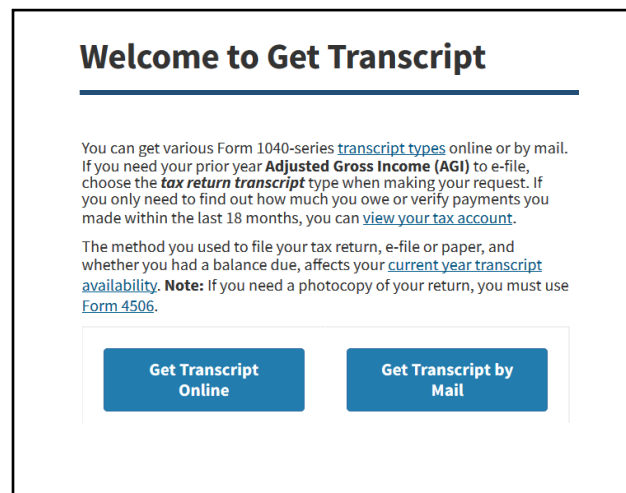 Welcome to Get Transcript
You can get various Form 1040-series transcript types online or by mail.
If you need your prior year Adjusted Gross Income (AGI) to e-file,
choose the tax return transcript type when making your request. If
you only need to find out how much you owe or verify payments you
made within the last 18 months, you can view your tax account.
The method you used to file your tax return, e-file or paper, and
whether you had a balance due, affects your current year transcript
availability. Note: If you need a photocopy of your return, you must use
Form 4506.
Get Transcript
Online
Get Transcript by
Mail